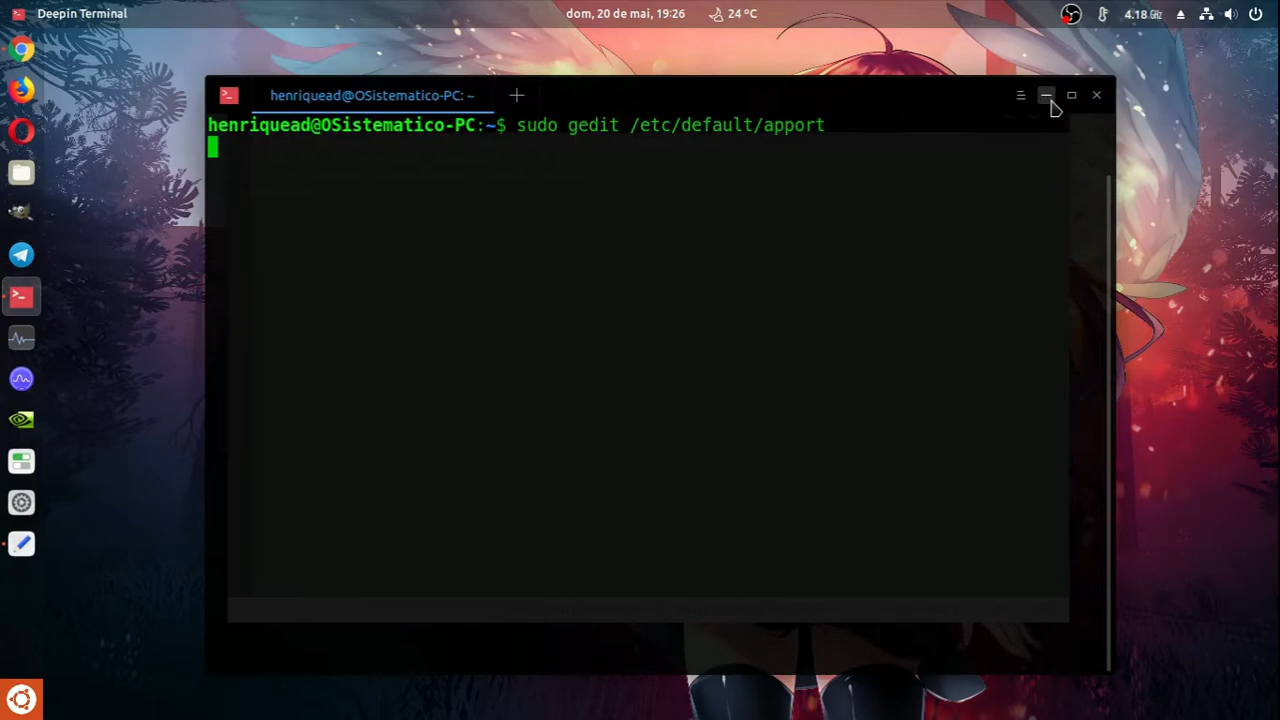 Deepin Terminal dom, 20 de mai, 19:26 24 °C 4.18 GHz
henriquead@OSistematico-PC: ~
henriquead@OSistematico-PC:~$ sudo gedit /etc/default/apport